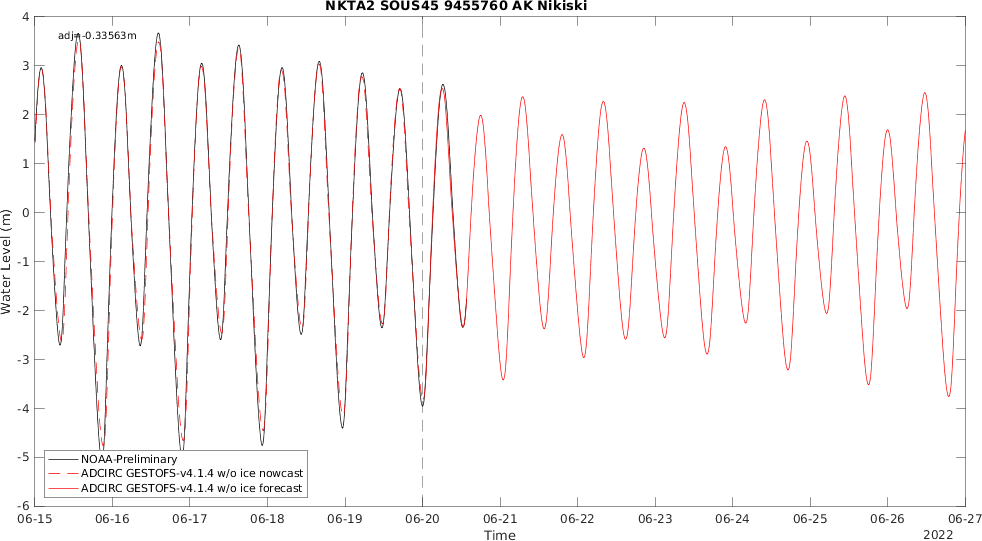 NKTA2 SOUS45 9455760 AK Nikiski
adj=-0.33563m
Water Level (m)
4
3
2
1
0
-1
-2
-3
-4
-5
-6
NOAA-Preliminary
ADCIRC GESTOFS-v4.1.4 w/o ice nowcast
ADCIRC GESTOFS-v4.1.4 w/o ice forecast
06-15 06-16 06-17 06-18 06-19 06-20 06-21 06-22 06-23 06-24 06-25 06-26 06-27
Time
2022